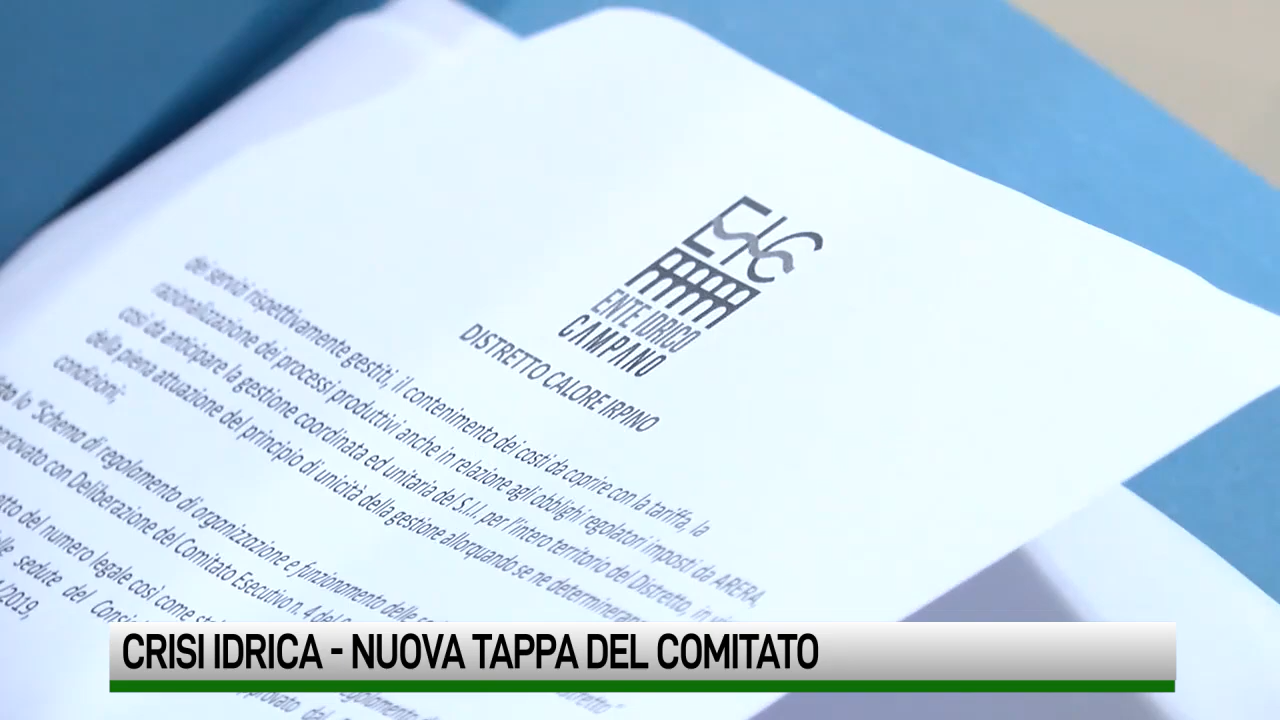 EIC
ENTE IDRICO
CAMPANO
DISTRETTO CALORE IRPINO
dei servizi rispettivamente gestiti, il contenimento dei costi da coprire con la tariffa, la
razionalizzazione dei processi produttivi anche in relazione agli obblighi regolatori imposti da ARERA,
così da anticipare la gestione coordinata ed unitaria del S.I.I. per l'intero territorio del Distretto, in
della piena attuazione del principio di unicità della gestione allorquando se ne determineranno
condizioni;
lo "Schema di regolamento di organizzazione e funzionamento delle
con Deliberazione del Comitato Esecutivo n. 4 del
del numero legale così come
sedute del
/2019,
CRISI IDRICA - NUOVA TAPPA DEL COMITATO
distretto"
dal